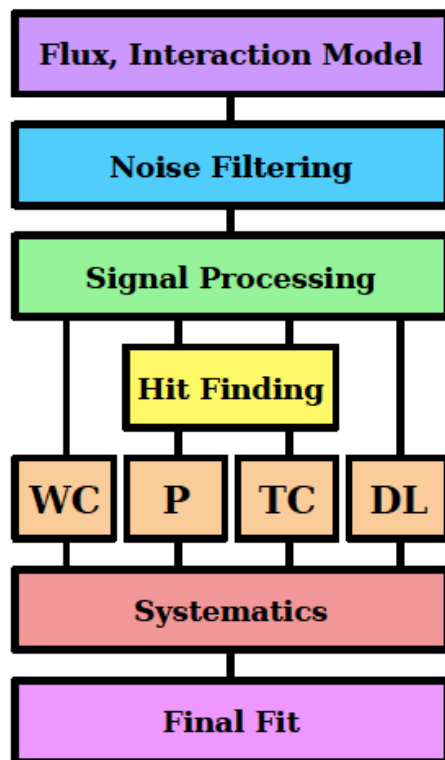 Flux, Interaction Model
Noise Filtering
Signal Processing
Hit Finding
WC P TC DL
Systematics
Final Fit